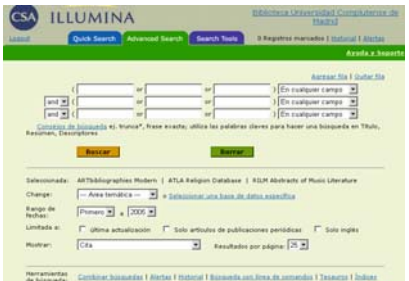 CSA ILLUMINA
Biblioteca Universidad Complutense de Madrid
Logout Quick Search Advanced Search Search Tools 0 Registros marcados | Historial | Alertas
Ayuda y Soporte
Agregar fila | Quitar fila
( or or ) En cualquier campo
and ( or or ) En cualquier campo
and ( or or ) En cualquier campo
Consejos de búsqueda ej. trunca*, frase exacta; utilice las palabras claves para hacer una búsqueda en Título,
Resumen, Descriptores
Buscar Borrar
Seleccionada: ARTbibliographies Modern | ATLA Religion Database | RILM Abstracts of Music Literature
Change: --- Area temática --- o Seleccionar una base de datos específica
Rango de fechas: Primero a 2005
Limitada a: última actualización Solo artículos de publicaciones periódicas Solo inglés
Mostrar: Cita Resultados por página: 25
Herramientas de búsqueda: Combinar búsquedas | Alertas | Historial | Búsqueda con línea de comandos | Tesauros | Índices